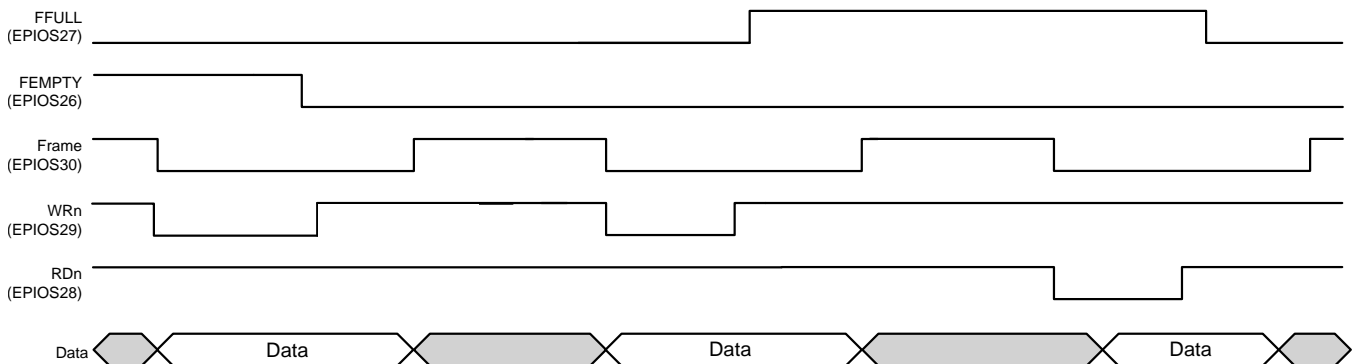 FFULL
(EPIOS27)
FEMPTY
(EPIOS26)
Frame
(EPIOS30)
WRn
(EPIOS29)
RDn
(EPIOS28)
Data
Data
Data
Data